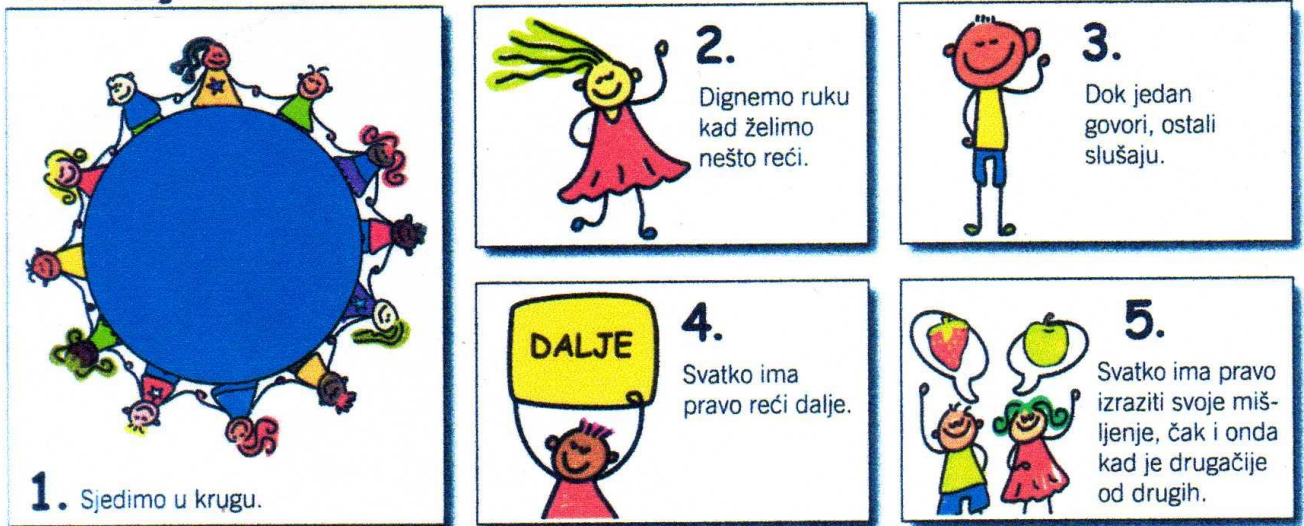 1. Sjedimo u krugu.
2.
Dignemo ruku
kad želimo
nešto reći.
3.
Dok jedan
govori, ostali
slušaju.
DALJE
4.
Svatko ima
pravo reći dalje.
5.
Svatko ima pravo
izraziti svoje miš-
ljenje, čak i onda
kad je drugačije
od drugih.